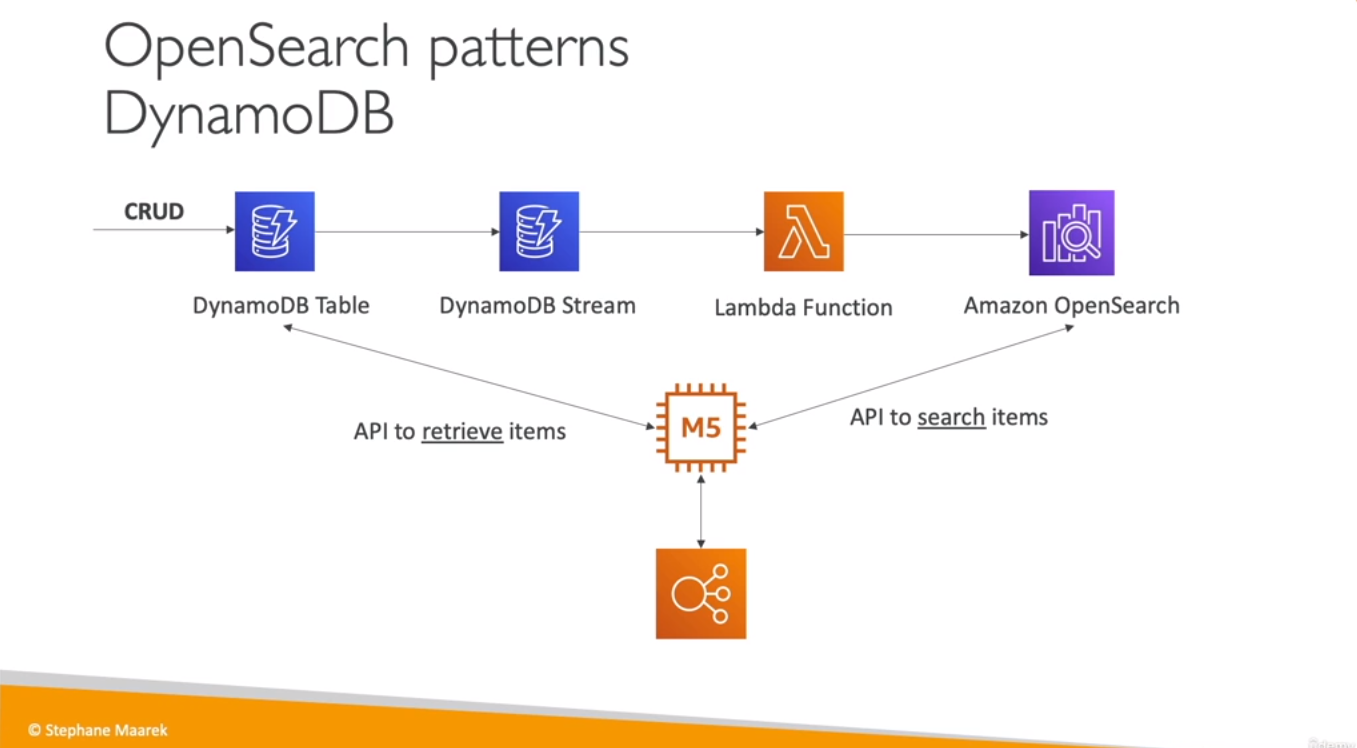 OpenSearch patterns
DynamoDB
CRUD
DynamoDB Table
DynamoDB Stream
Lambda Function
Amazon OpenSearch
API to retrieve items
M5
API to search items
© Stephane Maarek